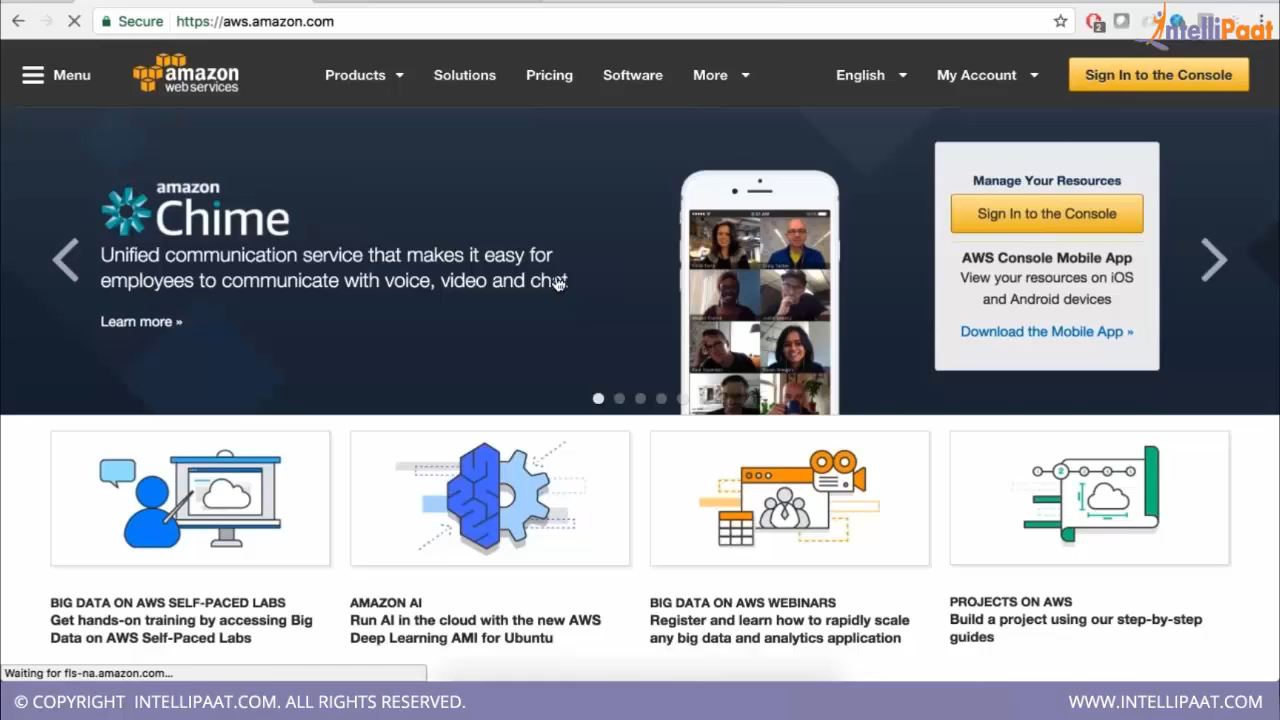 Secure https://aws.amazon.com
2
IntelliPaat
Menu
amazon
web services
Products
Solutions
Pricing
Software
More
English
My Account
Sign In to the Console
amazon
Chime
Unified communication service that makes it easy for
employees to communicate with voice, video and chat
Learn more »
Manage Your Resources
Sign In to the Console
AWS Console Mobile App
View your resources on iOS
and Android devices
Download the Mobile App »
BIG DATA ON AWS SELF-PACED LABS
Get hands-on training by accessing Big
Data on AWS Self-Paced Labs
AMAZON AI
Run AI in the cloud with the new AWS
Deep Learning AMI for Ubuntu
BIG DATA ON AWS WEBINARS
Register and learn how to rapidly scale
any big data and analytics application
PROJECTS ON AWS
Build a project using our step-by-step
guides
Waiting for fls-na.amazon.com...
© COPYRIGHT INTELLIPAAT.COM. ALL RIGHTS RESERVED.
WWW.INTELLIPAAT.COM